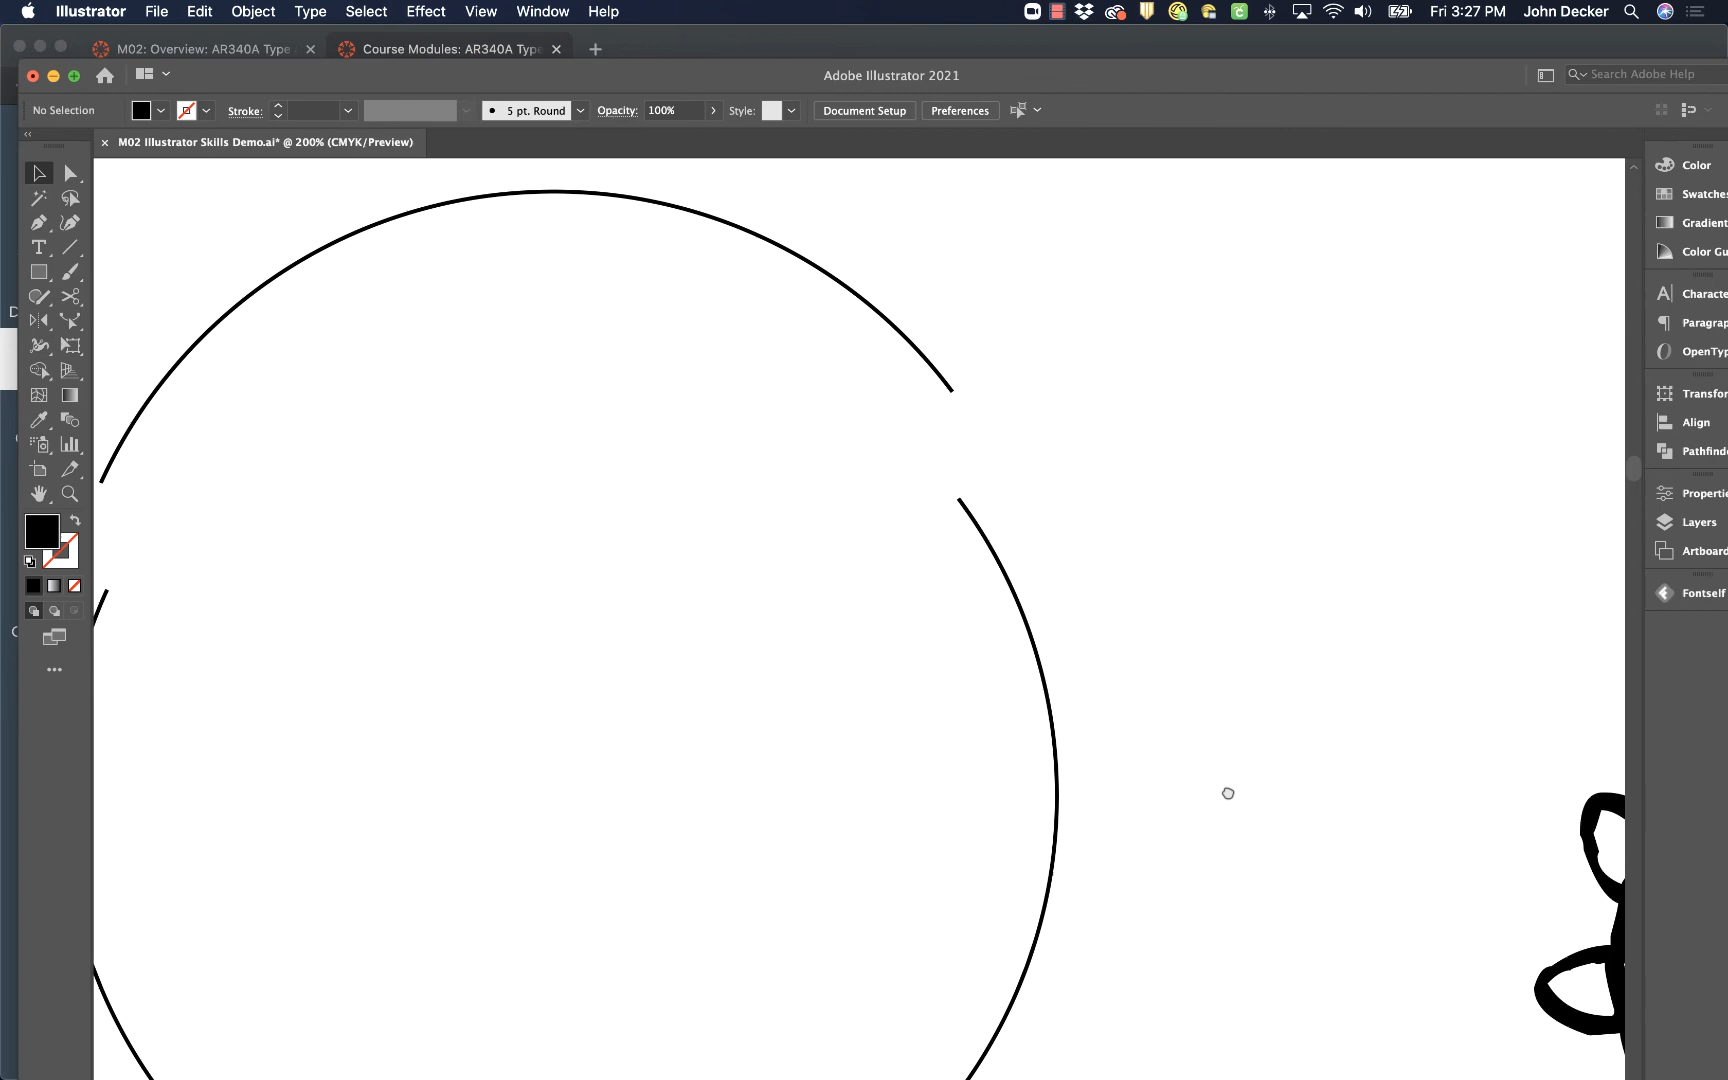 Illustrator File Edit Object Type Select Effect View Window Help Fri 3:27 PM John Decker
M02: Overview: AR340A Type Course Modules: AR340A Type
Adobe Illustrator 2021 Search Adobe Help
No Selection Stroke: 5 pt. Round Opacity: 100% Style: Document Setup Preferences
M02 Illustrator Skills Demo.ai* @ 200% (CMYK/Preview)
Color
Swatches
Gradient
Color Gu
Characte
Paragrap
OpenTyp
Transfor
Align
Pathfinde
Propertie
Layers
Artboard
Fontself